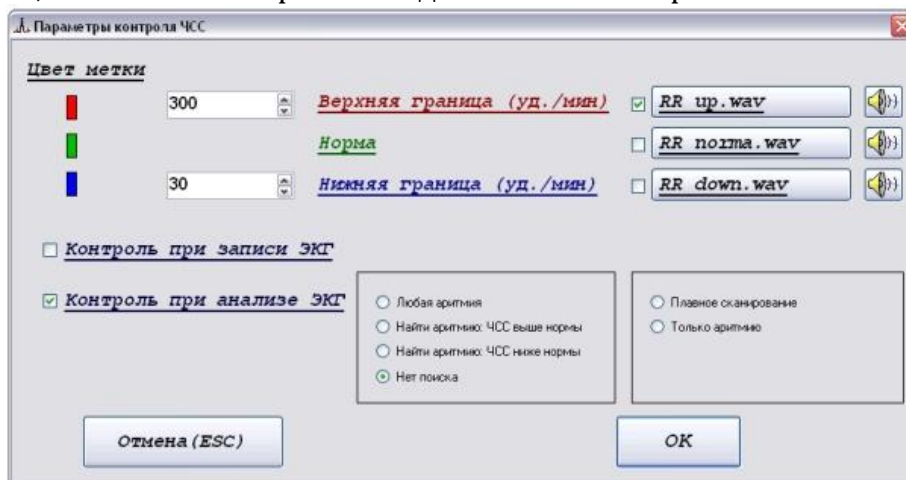 Параметры контроля ЧСС
Цвет метки
300 Верхняя граница (уд./мин) RR up.wav
Норма RR norma.wav
30 Нижняя граница (уд./мин) RR down.wav
Контроль при записи ЭКГ
Контроль при анализе ЭКГ
Любая аритмия
Найти аритмию: ЧСС выше нормы
Найти аритмию: ЧСС ниже нормы
Нет поиска
Плавное сканирование
Только аритмию
Отмена(ESC) OK